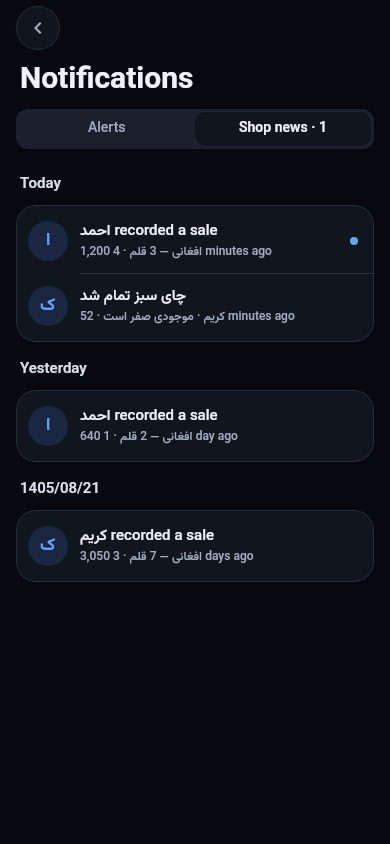 Notifications
Alerts
Shop news · 1
Today
ا
احمد recorded a sale
1,200 افغانی — 3 قلم · 4 minutes ago
ک
چای سبز تمام شد
کریم · موجودی صفر است · 52 minutes ago
Yesterday
ا
احمد recorded a sale
640 افغانی — 2 قلم · 1 day ago
1405/08/21
ک
کریم recorded a sale
3,050 افغانی — 7 قلم · 3 days ago